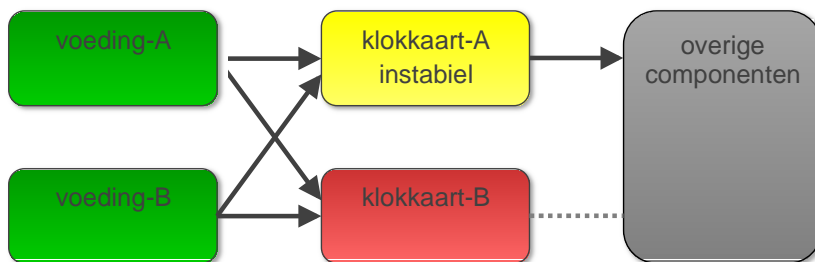 voeding-A
klokkaart-A
instabiel
overige
componenten
voeding-B
klokkaart-B